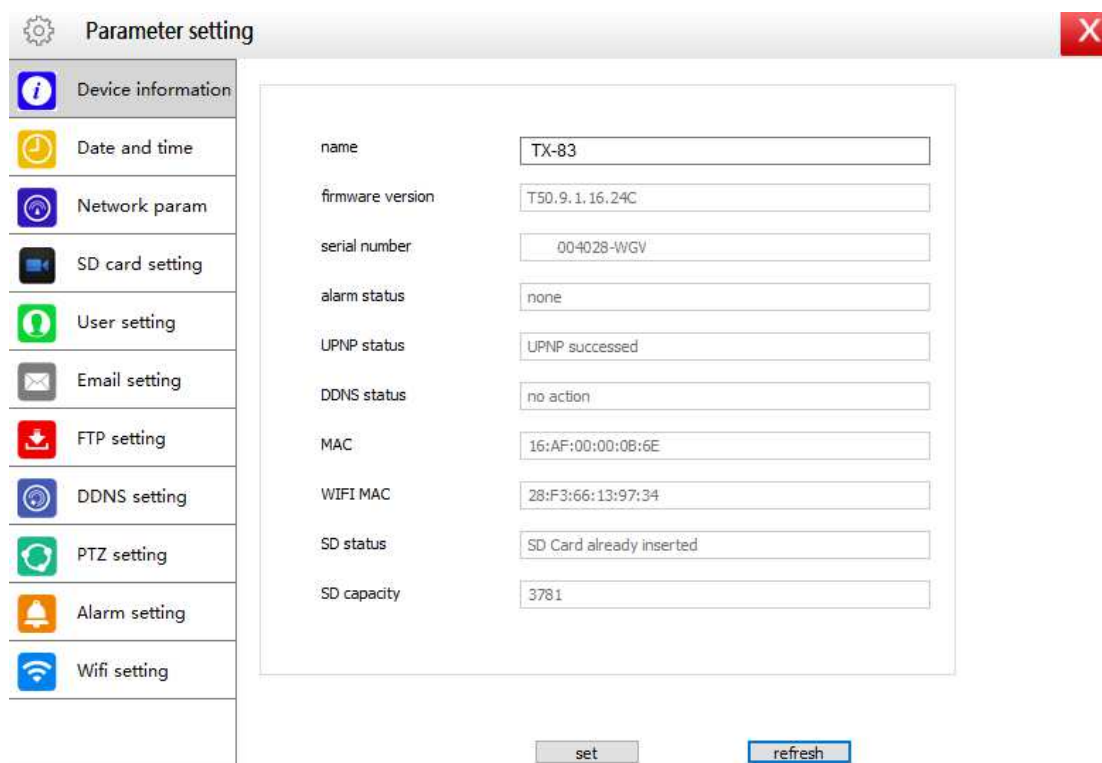 Parameter setting
X
Device information
Date and time
Network param
SD card setting
User setting
Email setting
FTP setting
DDNS setting
PTZ setting
Alarm setting
Wifi setting
name TX-83
firmware version T50.9.1.16.24C
serial number 004028-WGV
alarm status none
UPNP status UPNP successed
DDNS status no action
MAC 16:AF:00:00:0B:6E
WIFI MAC 28:F3:66:13:97:34
SD status SD Card already inserted
SD capacity 3781
set refresh